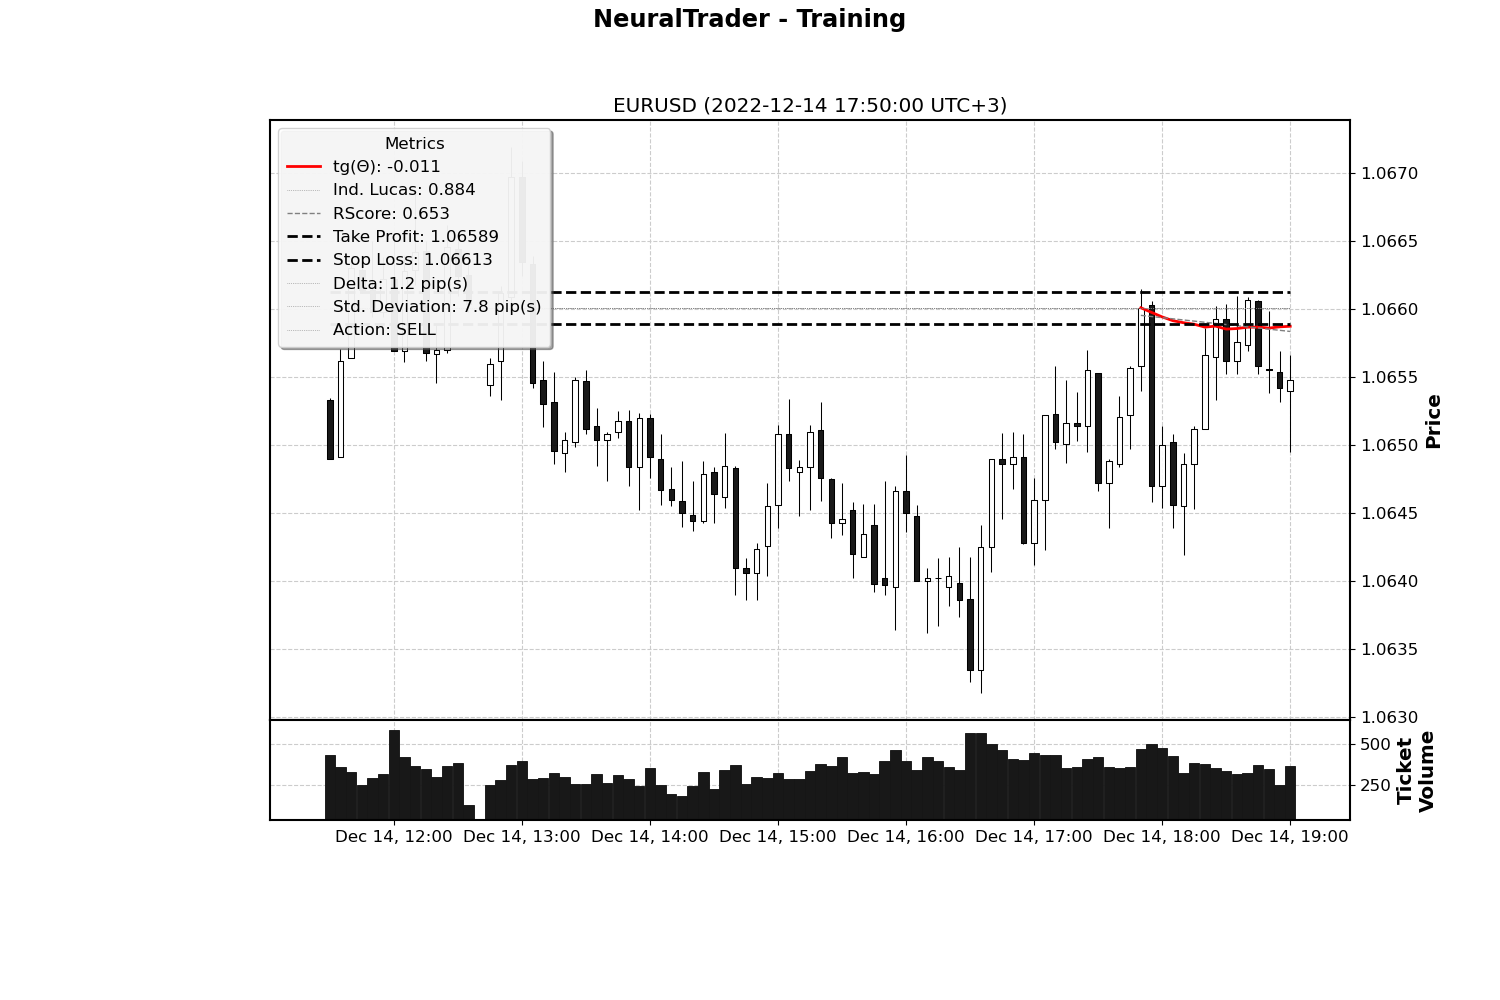 NeuralTrader - Training
EURUSD (2022-12-14 17:50:00 UTC+3)
Metrics
tg(Θ): -0.011
Ind. Lucas: 0.884
RScore: 0.653
Take Profit: 1.06589
Stop Loss: 1.06613
Delta: 1.2 pip(s)
Std. Deviation: 7.8 pip(s)
Action: SELL
1.0670
1.0665
1.0660
1.0655
1.0650
1.0645
1.0640
1.0635
1.0630
Price
500
250
Ticket
Volume
Dec 14, 12:00 Dec 14, 13:00 Dec 14, 14:00 Dec 14, 15:00 Dec 14, 16:00 Dec 14, 17:00 Dec 14, 18:00 Dec 14, 19:00